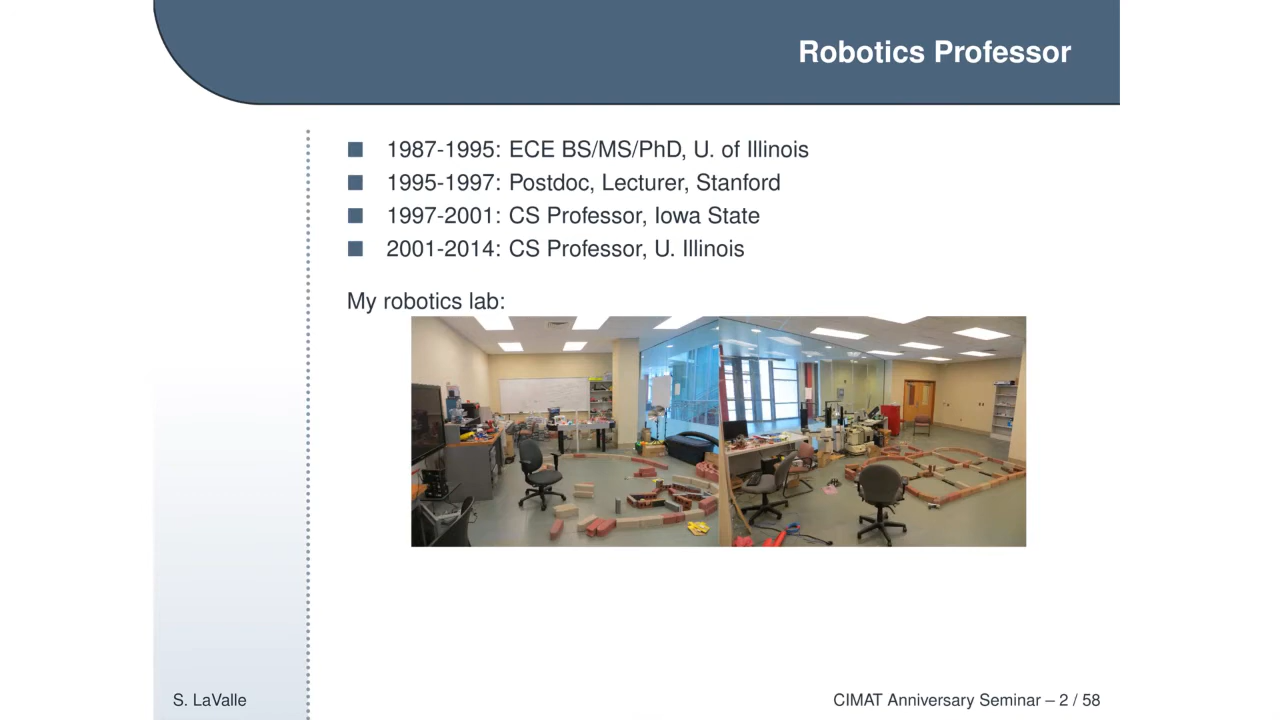 Robotics Professor
1987-1995: ECE BS/MS/PhD, U. of Illinois
1995-1997: Postdoc, Lecturer, Stanford
1997-2001: CS Professor, Iowa State
2001-2014: CS Professor, U. Illinois
My robotics lab:
S. LaValle
CIMAT Anniversary Seminar – 2 / 58